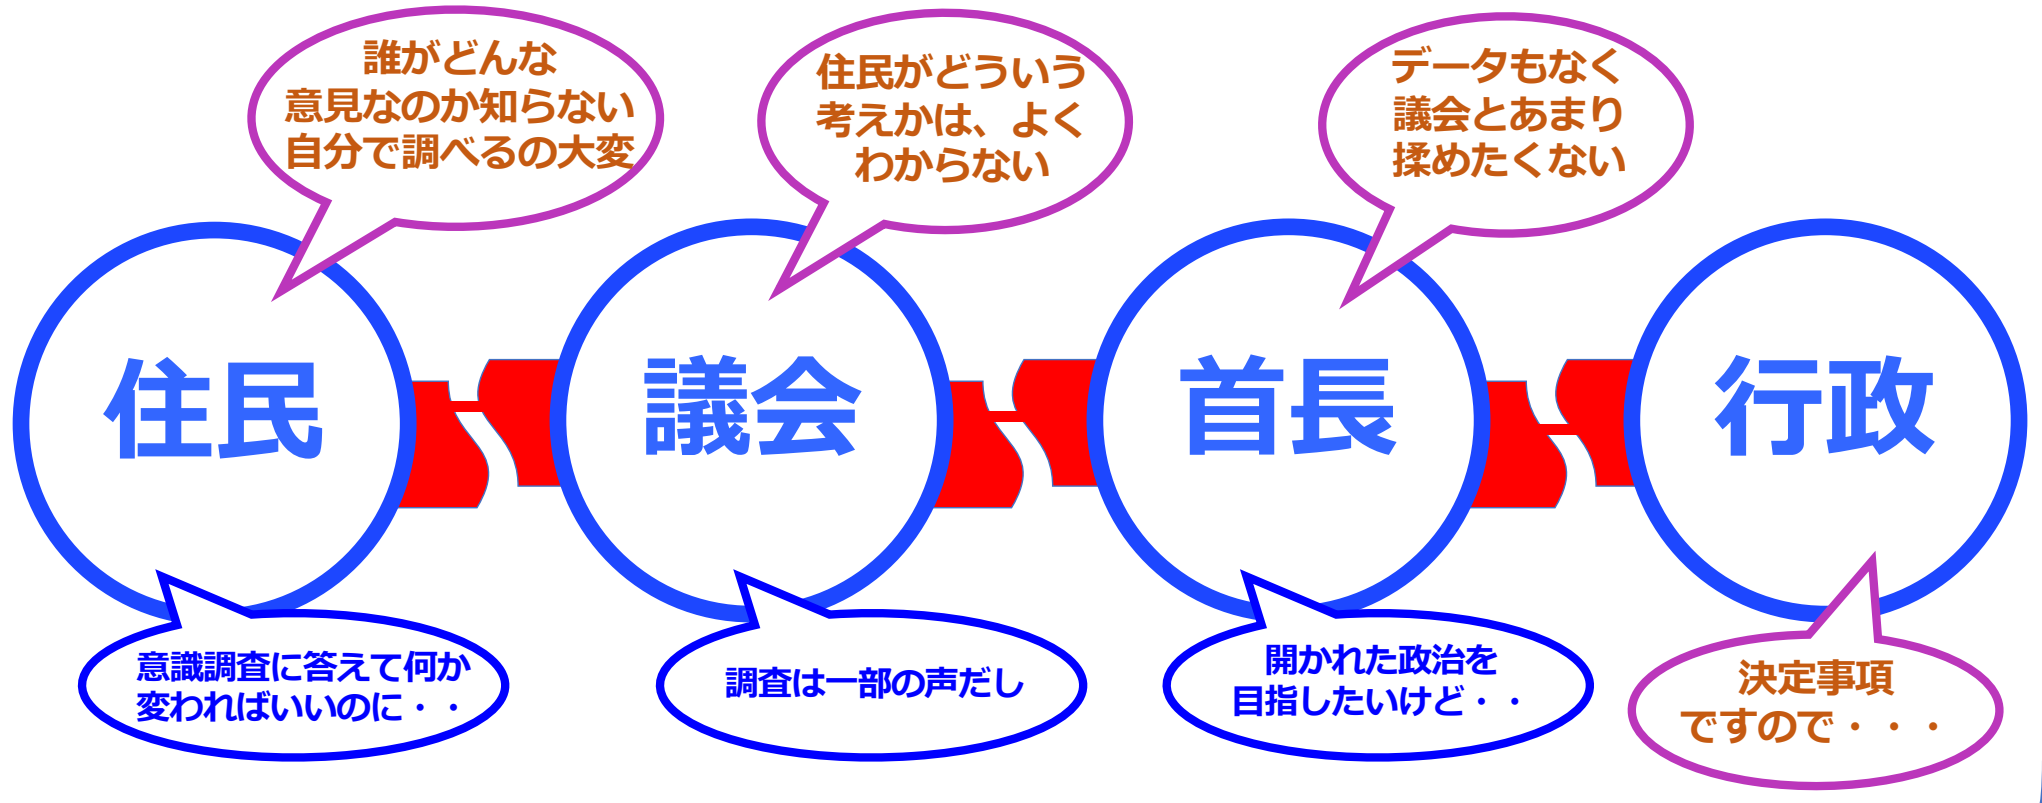 誰がどんな
意見なのか知らない
自分で調べるの大変
住民がどういう
考えかは、よく
わからない
データもなく
議会とあまり
揉めたくない
住民
議会
首長
行政
意識調査に答えて何か
変わればいいのに・・
調査は一部の声だし
開かれた政治を
目指したいけど・・
決定事項
ですので・・・